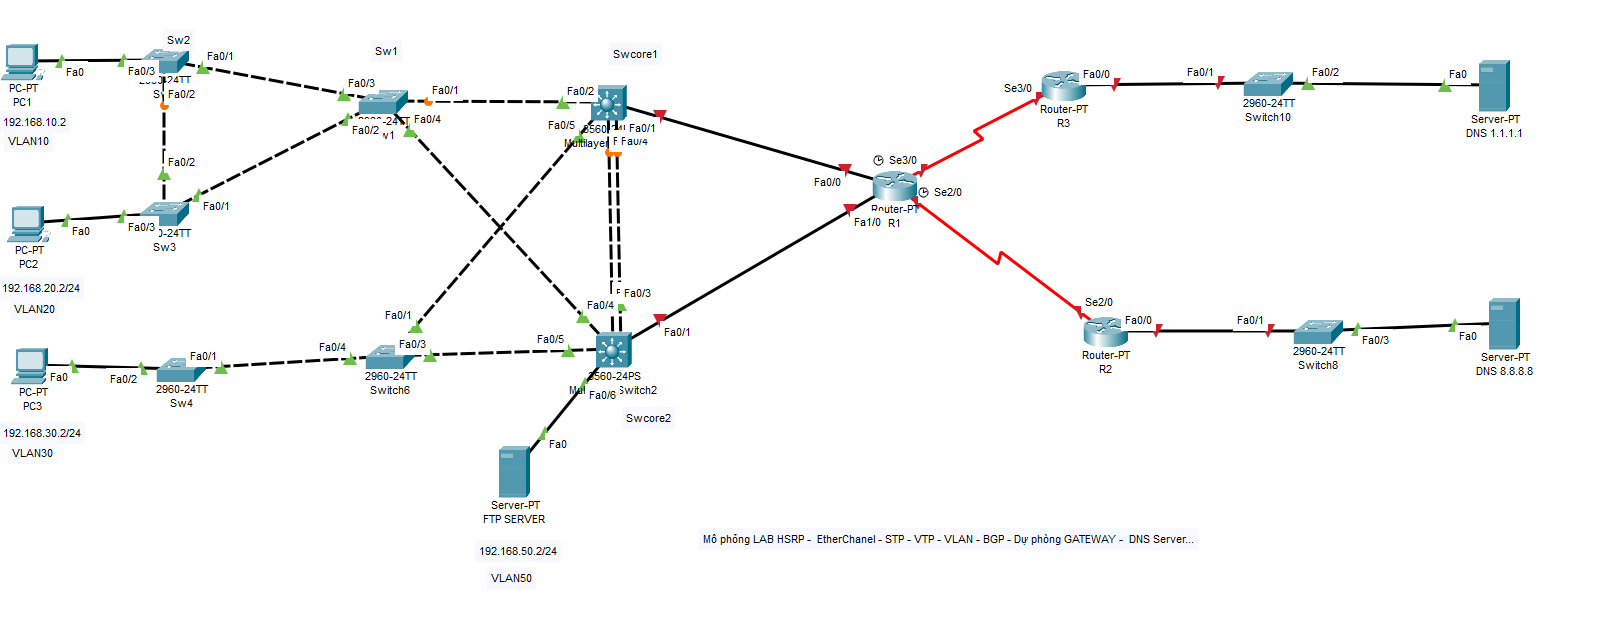 Sw2
Fa0/1
Sw1
Swcore1
Fa0
Fa0/3
PC-PT
PC1
192.168.10.2
VLAN10
Fa0/2
Fa0/3
Fa0/1
Fa0/2
Fa0/4
Fa0/2
Fa0/5
Fa0/1
Fa0/4
Fa0/2
Fa0/1
Fa0
Fa0/3
Sw3
PC-PT
PC2
192.168.20.2/24
VLAN20
Fa0/0
Se3/0
Se2/0
Router-PT
R1
Fa1/0
Se3/0
Fa0/0
Router-PT
R3
Fa0/1
Fa0/2
2960-24TT
Switch10
Fa0
Server-PT
DNS 1.1.1.1
Fa0/3
Fa0/4
Fa0/1
Fa0/1
Fa0/4
Fa0/3
Fa0/5
2960-24TT
Switch6
3560-24PS
Switch2
Fa0/6
Swcore2
Fa0
Fa0/2
Fa0/1
2960-24TT
Sw4
PC-PT
PC3
192.168.30.2/24
VLAN30
Se2/0
Fa0/0
Router-PT
R2
Fa0/1
Fa0/3
2960-24TT
Switch8
Fa0
Server-PT
DNS 8.8.8.8
Fa0
Server-PT
FTP SERVER
192.168.50.2/24
VLAN50
Mô phỏng LAB HSRP - EtherChanel - STP - VTP - VLAN - BGP - Dự phòng GATEWAY - DNS Server...